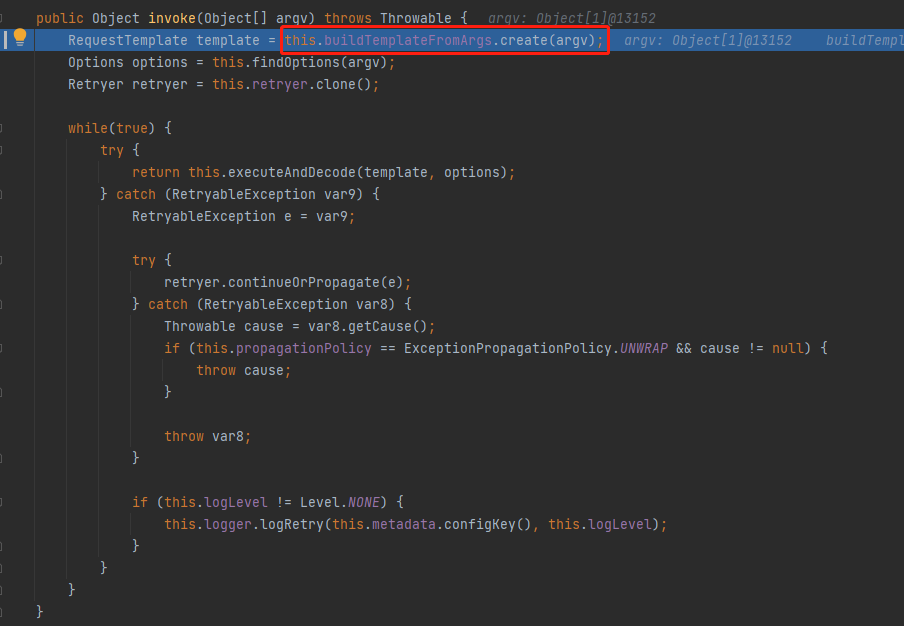 public Object invoke(Object[] argv) throws Throwable {   argv: Object[1]@13152
    RequestTemplate template = this.buildTemplateFromArgs.create(argv);   argv: Object[1]@13152    buildTempl
    Options options = this.findOptions(argv);
    Retryer retryer = this.retryer.clone();
    while(true) {
        try {
            return this.executeAndDecode(template, options);
        } catch (RetryableException var9) {
            RetryableException e = var9;
            try {
                retryer.continueOrPropagate(e);
            } catch (RetryableException var8) {
                Throwable cause = var8.getCause();
                if (this.propagationPolicy == ExceptionPropagationPolicy.UNWRAP && cause != null) {
                    throw cause;
                }
                throw var8;
            }
            if (this.logLevel != Level.NONE) {
                this.logger.logRetry(this.metadata.configKey(), this.logLevel);
            }
        }
    }
}